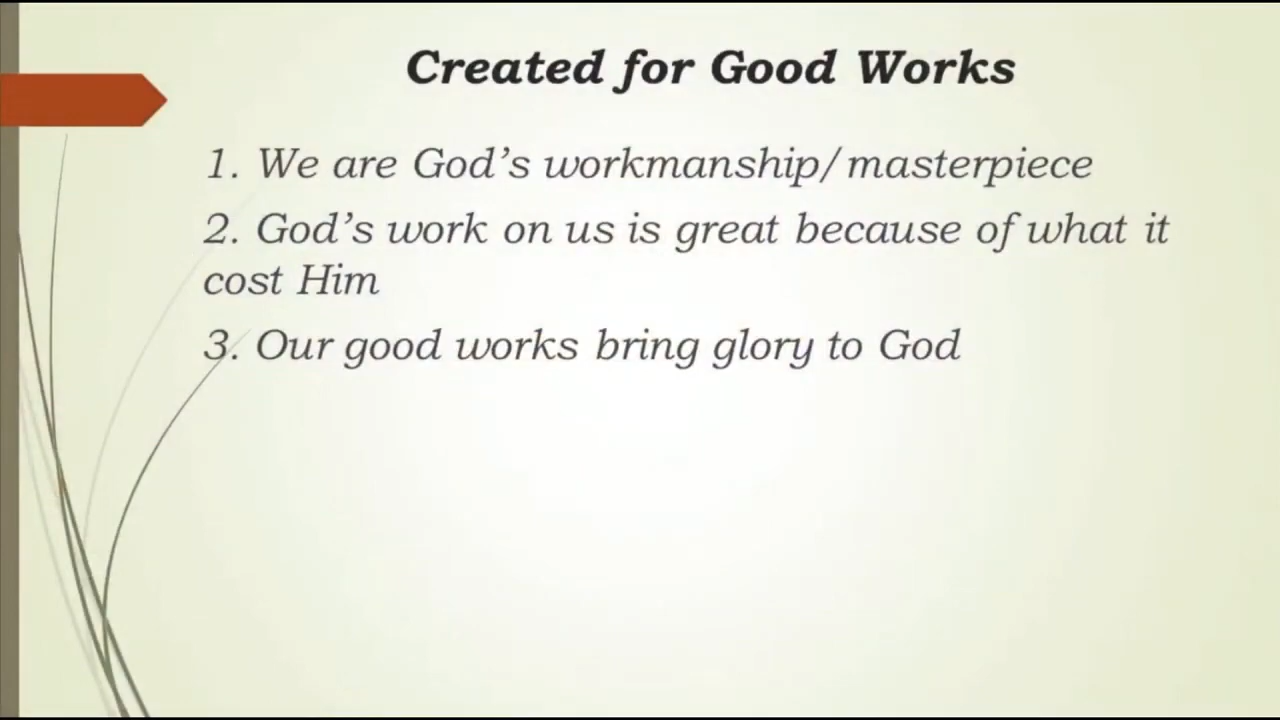 Created for Good Works
1. We are God’s workmanship/masterpiece
2. God’s work on us is great because of what it
cost Him
3. Our good works bring glory to God